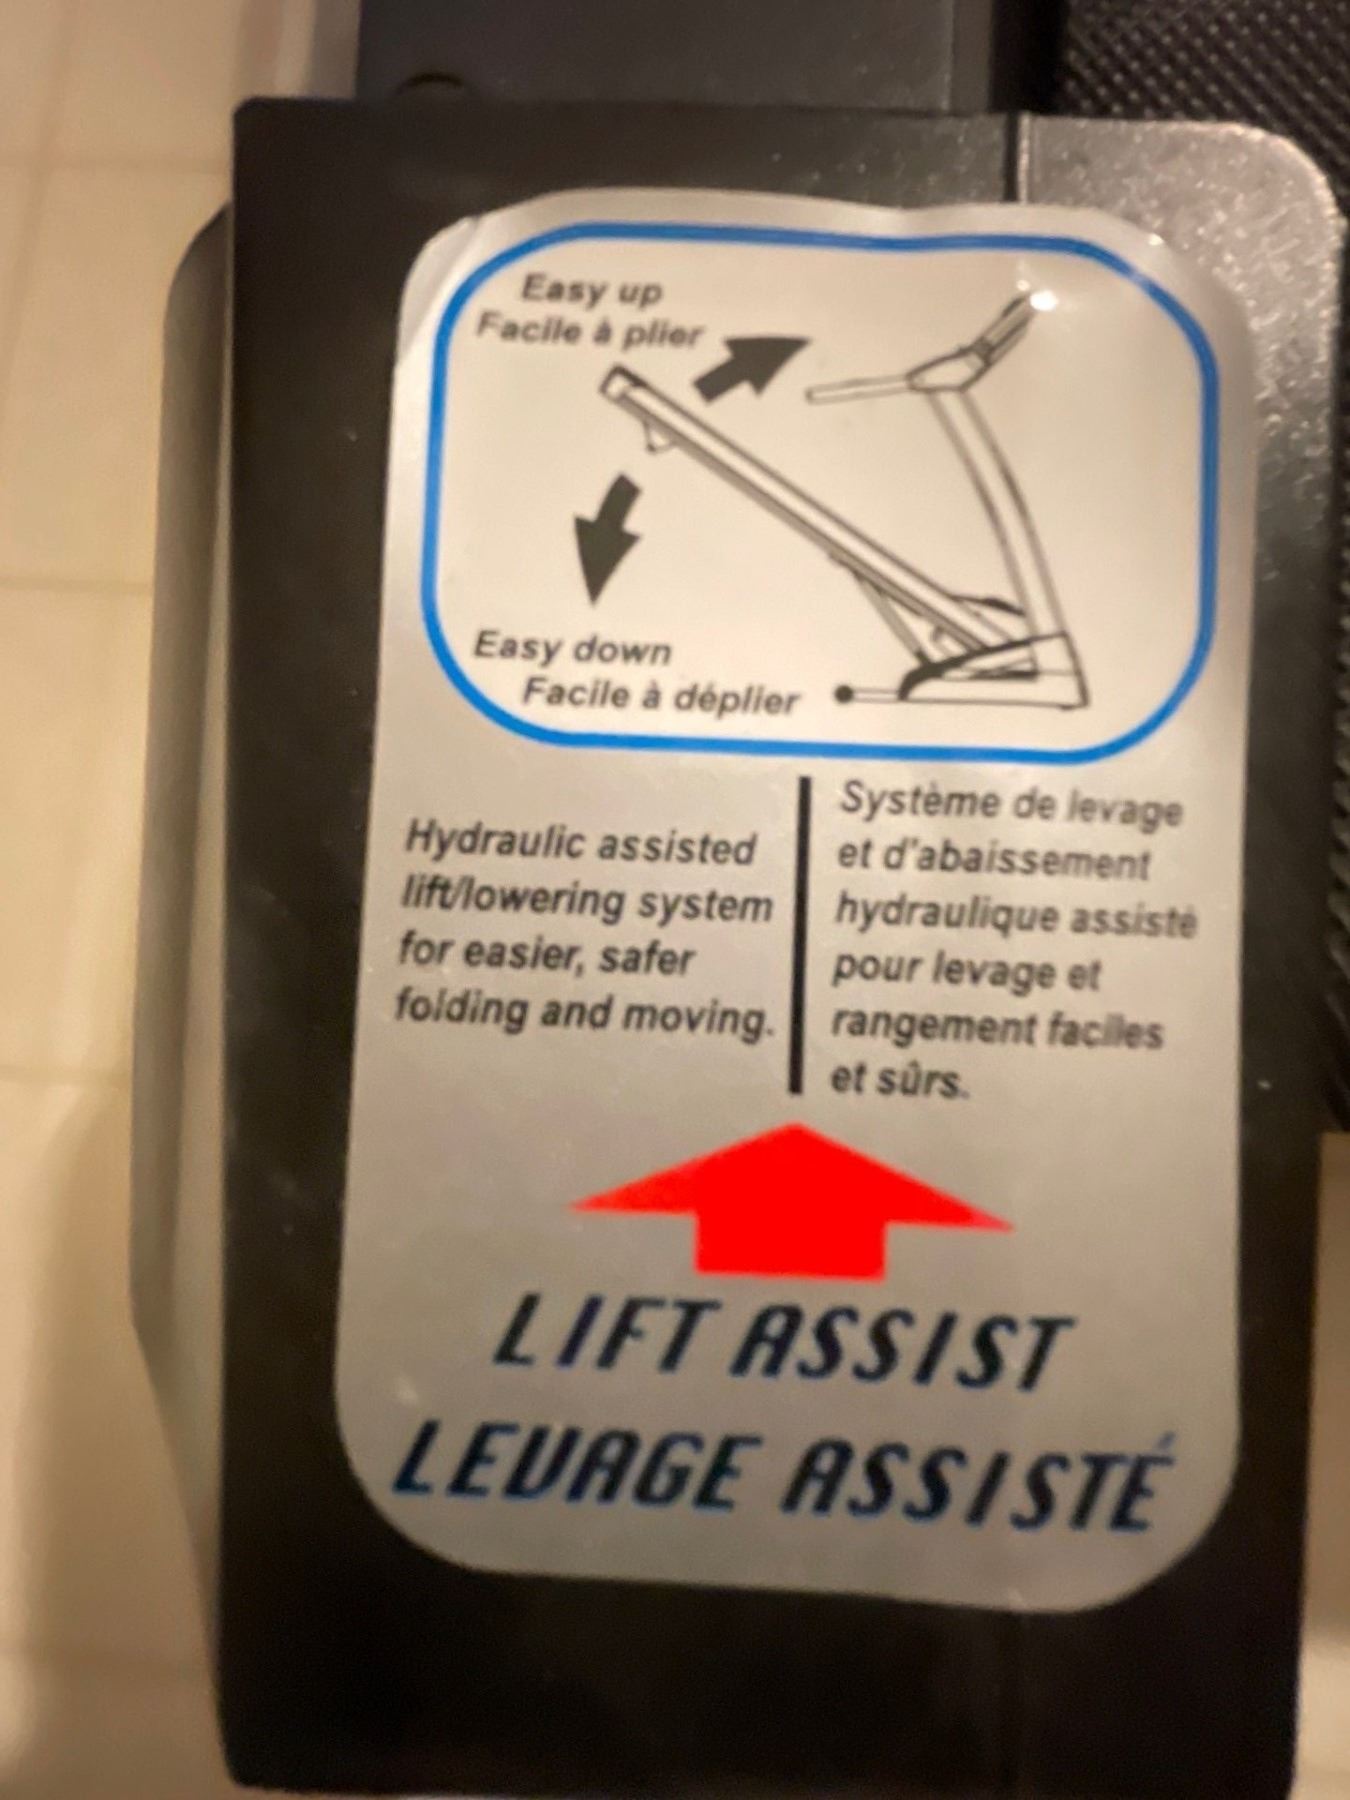 Easy up
Facile à plier
Easy down
Facile à déplier
Hydraulic assisted
lift/lowering system
for easier, safer
folding and moving.
Système de levage
et d'abaissement
hydraulique assisté
pour levage et
rangement faciles
et sûrs.
LIFT ASSIST
LEVAGE ASSISTÉ